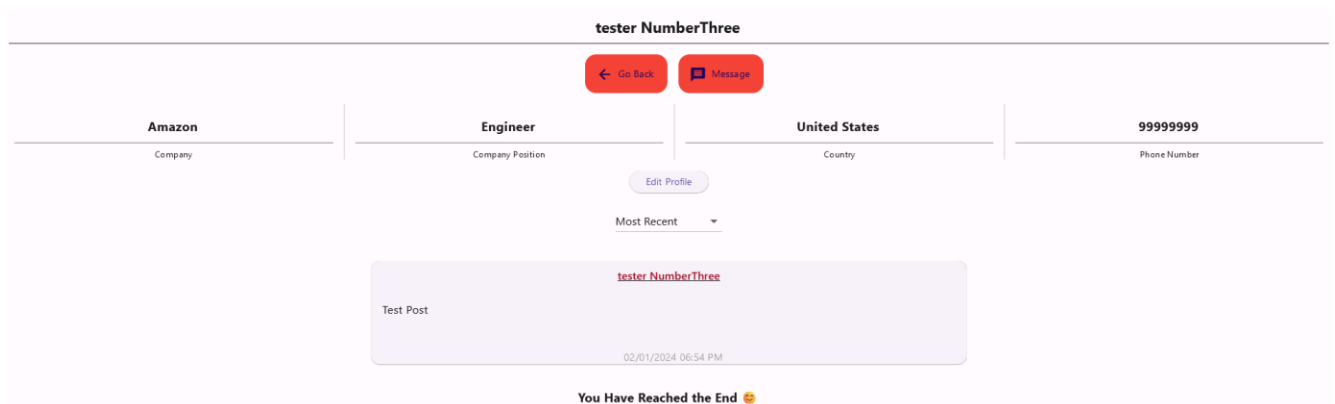 tester NumberThree
Go Back Message
Amazon Engineer United States 99999999
Company Company Position Country Phone Number
Edit Profile
Most Recent
tester NumberThree
Test Post
02/01/2024 06:54 PM
You Have Reached the End 😊